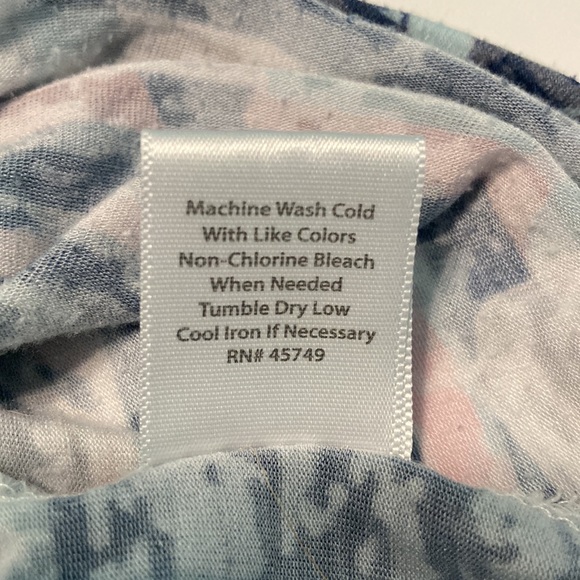 Machine Wash Cold
With Like Colors
Non-Chlorine Bleach
When Needed
Tumble Dry Low
Cool Iron If Necessary
RN# 45749